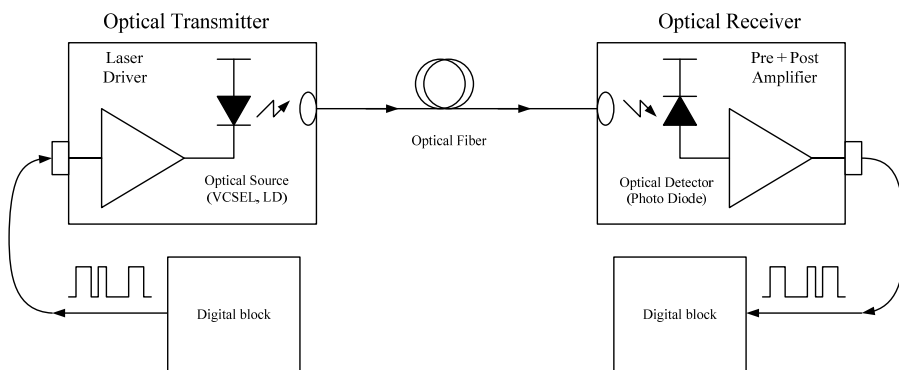 Optical Transmitter
Optical Receiver
Laser
Driver
Pre + Post
Amplifier
Optical Fiber
Optical Source
(VCSEL, LD)
Optical Detector
(Photo Diode)
Digital block
Digital block